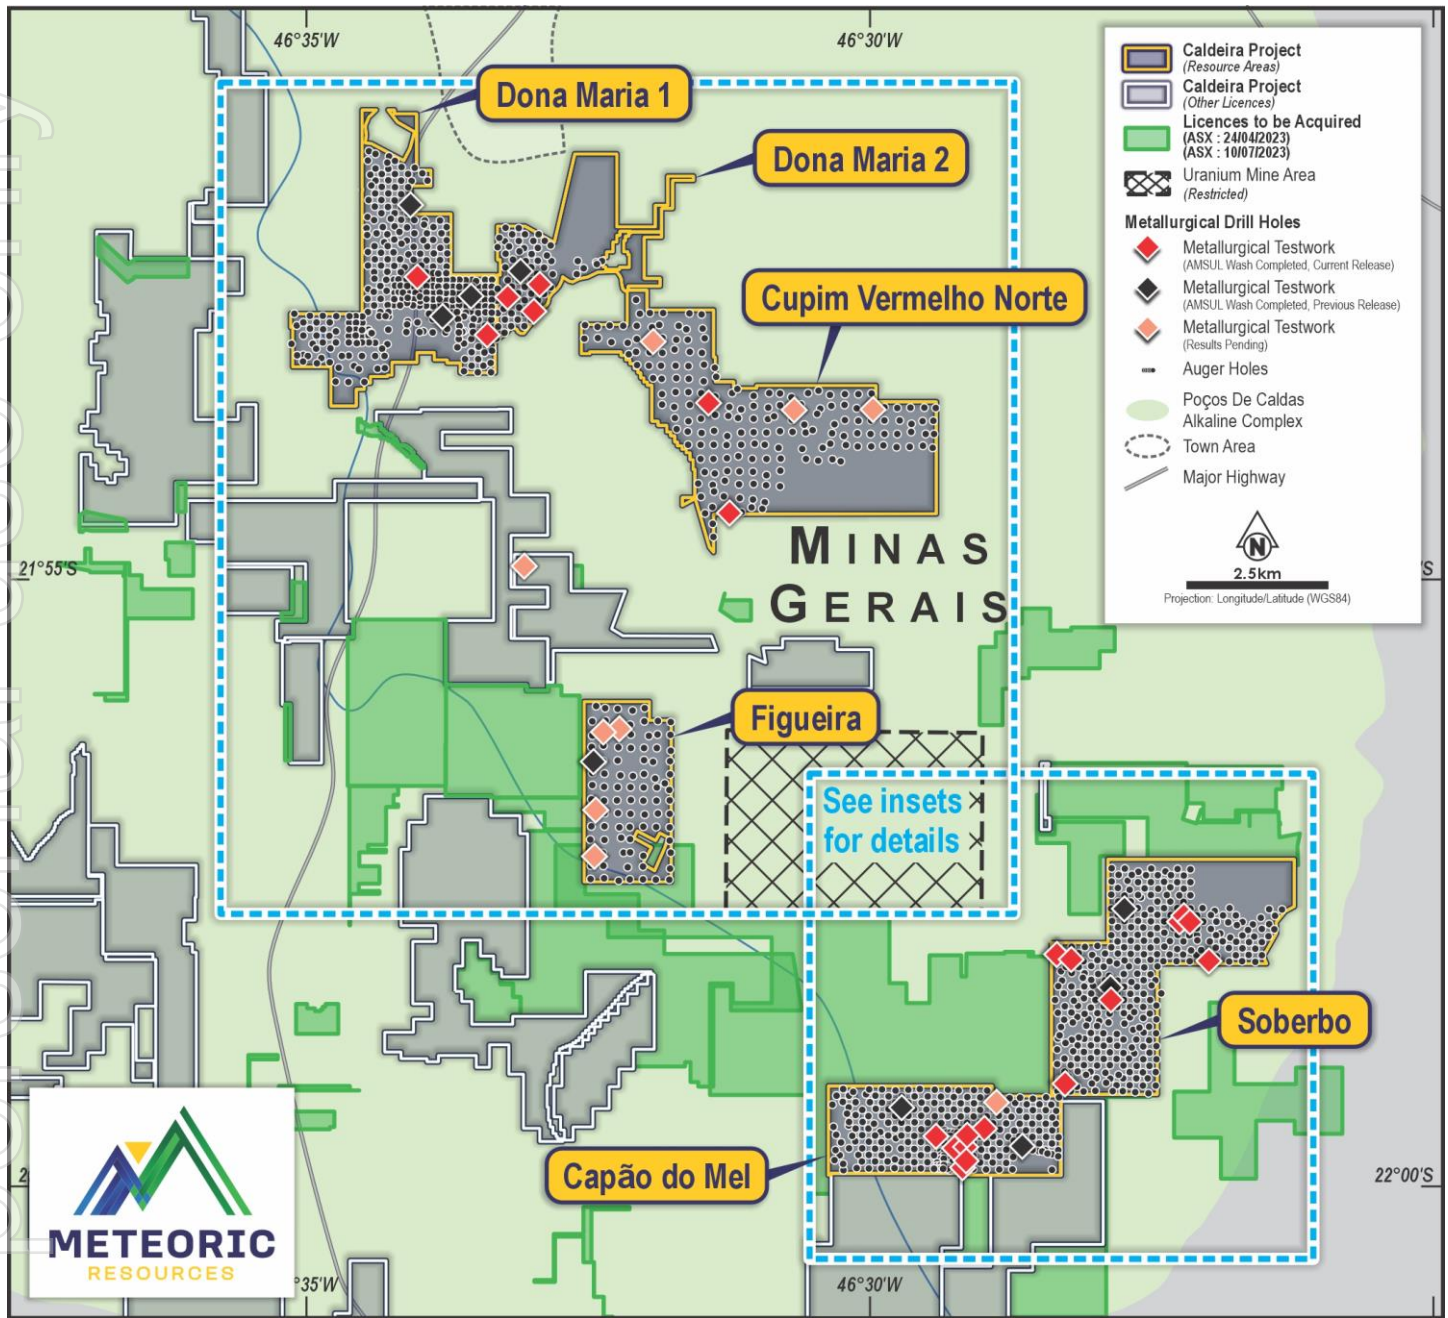 46°35'W
46°30'W
Dona Maria 1
Dona Maria 2
Cupim Vermelho Norte
Caldeira Project
(Resource Areas)
Caldeira Project
(Other Licences)
Licences to be Acquired
(ASX : 24/04/2023)
(ASX : 10/07/2023)
Uranium Mine Area
(Restricted)
Metallurgical Drill Holes
Metallurgical Testwork
(AMSUL Wash Completed, Current Release)
Metallurgical Testwork
(AMSUL Wash Completed, Previous Release)
Metallurgical Testwork
(Results Pending)
Auger Holes
Poços De Caldas
Alkaline Complex
Town Area
Major Highway
N
2.5km
Projection: Longitude/Latitude (WGS84)
21°55'S
S
MINAS
GERAIS
Figueira
See insets
for details
Soberbo
Capão do Mel
22°00'S
METEORIC
RESOURCES
°35'W
46°30'W